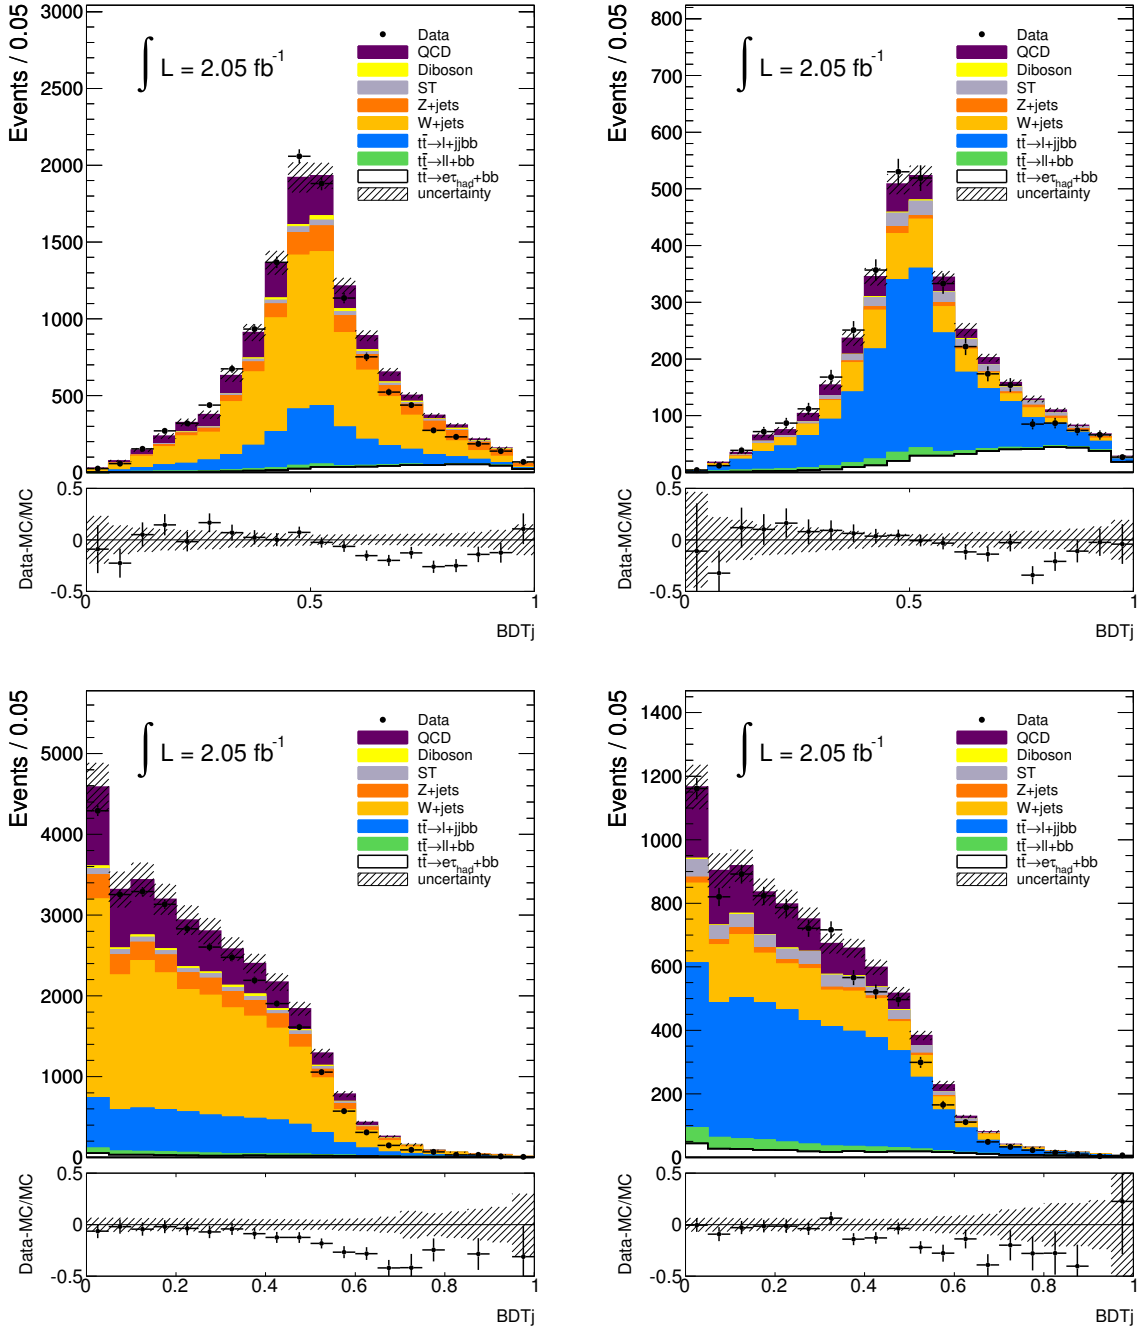 Events / 0.05
3000
2500
2000
1500
1000
500
0
∫ L = 2.05 fb⁻¹
Data
QCD
Diboson
ST
Z+jets
W+jets
tt̄→l+jjbb
tt̄→ll+bb
tt̄→eτhad+bb
uncertainty
Data-MC/MC
0.5
0
-0.5
0 0.5 1
BDTj
Events / 0.05
800
700
600
500
400
300
200
100
0
∫ L = 2.05 fb⁻¹
Data
QCD
Diboson
ST
Z+jets
W+jets
tt̄→l+jjbb
tt̄→ll+bb
tt̄→eτhad+bb
uncertainty
Data-MC/MC
0.5
0
-0.5
0 0.5 1
BDTj
Events / 0.05
5000
4000
3000
2000
1000
0
∫ L = 2.05 fb⁻¹
Data
QCD
Diboson
ST
Z+jets
W+jets
tt̄→l+jjbb
tt̄→ll+bb
tt̄→eτhad+bb
uncertainty
Data-MC/MC
0.5
0
-0.5
0 0.2 0.4 0.6 0.8 1
BDTj
Events / 0.05
1400
1200
1000
800
600
400
200
0
∫ L = 2.05 fb⁻¹
Data
QCD
Diboson
ST
Z+jets
W+jets
tt̄→l+jjbb
tt̄→ll+bb
tt̄→eτhad+bb
uncertainty
Data-MC/MC
0.5
0
-0.5
0 0.2 0.4 0.6 0.8 1
BDTj